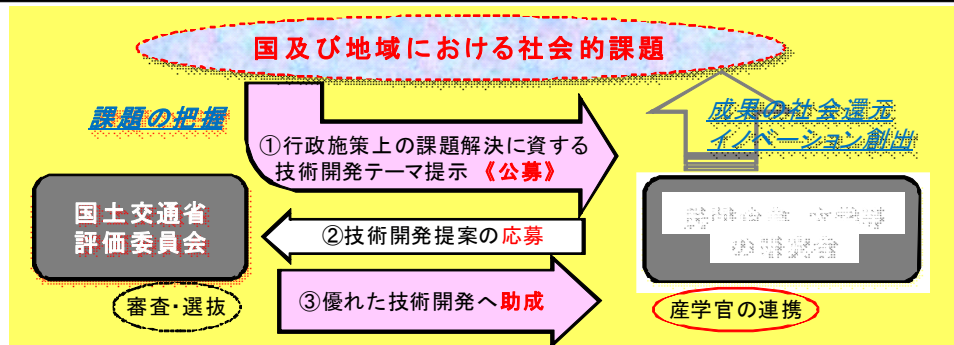 国及び地域における社会的課題
課題の把握
成果の社会還元
イノベーション創出
①行政施策上の課題解決に資する
技術開発テーマ提示 《公募》
国土交通省
評価委員会
②技術開発提案の応募
の研究者
③優れた技術開発へ助成
審査・選抜
産学官の連携